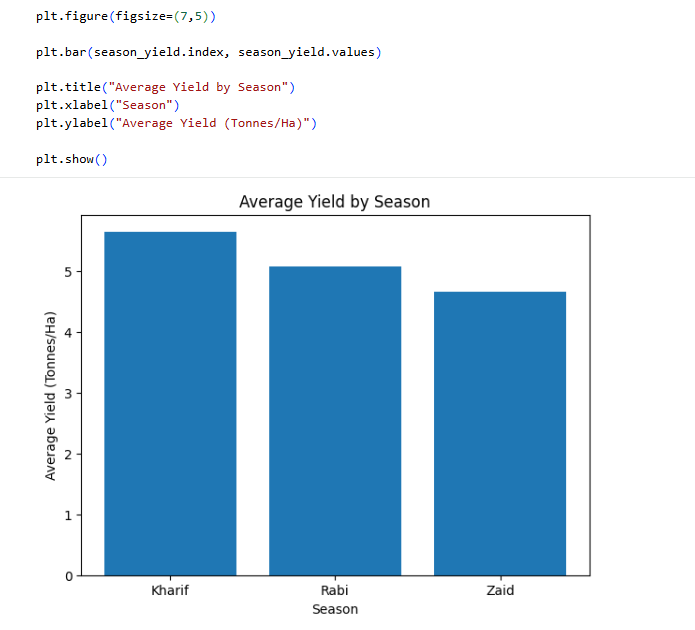 plt.figure(figsize=(7,5))
plt.bar(season_yield.index, season_yield.values)
plt.title("Average Yield by Season")
plt.xlabel("Season")
plt.ylabel("Average Yield (Tonnes/Ha)")
plt.show()
Average Yield by Season
Average Yield (Tonnes/Ha)
5
4
3
2
1
0
Kharif Rabi Zaid
Season